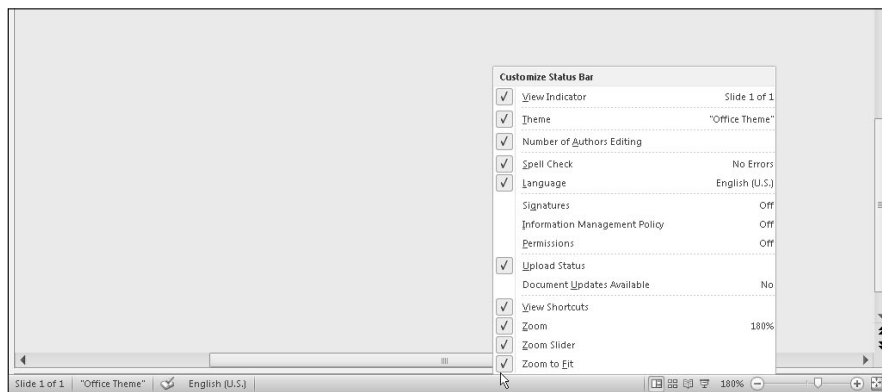 Customize Status Bar
View Indicator Slide 1 of 1
Theme "Office Theme"
Number of Authors Editing
Spell Check No Errors
Language English (U.S.)
Signatures Off
Information Management Policy Off
Permissions Off
Upload Status
Document Updates Available No
View Shortcuts
Zoom 180%
Zoom Slider
Zoom to Fit
Slide 1 of 1 "Office Theme" English (U.S.) 180%